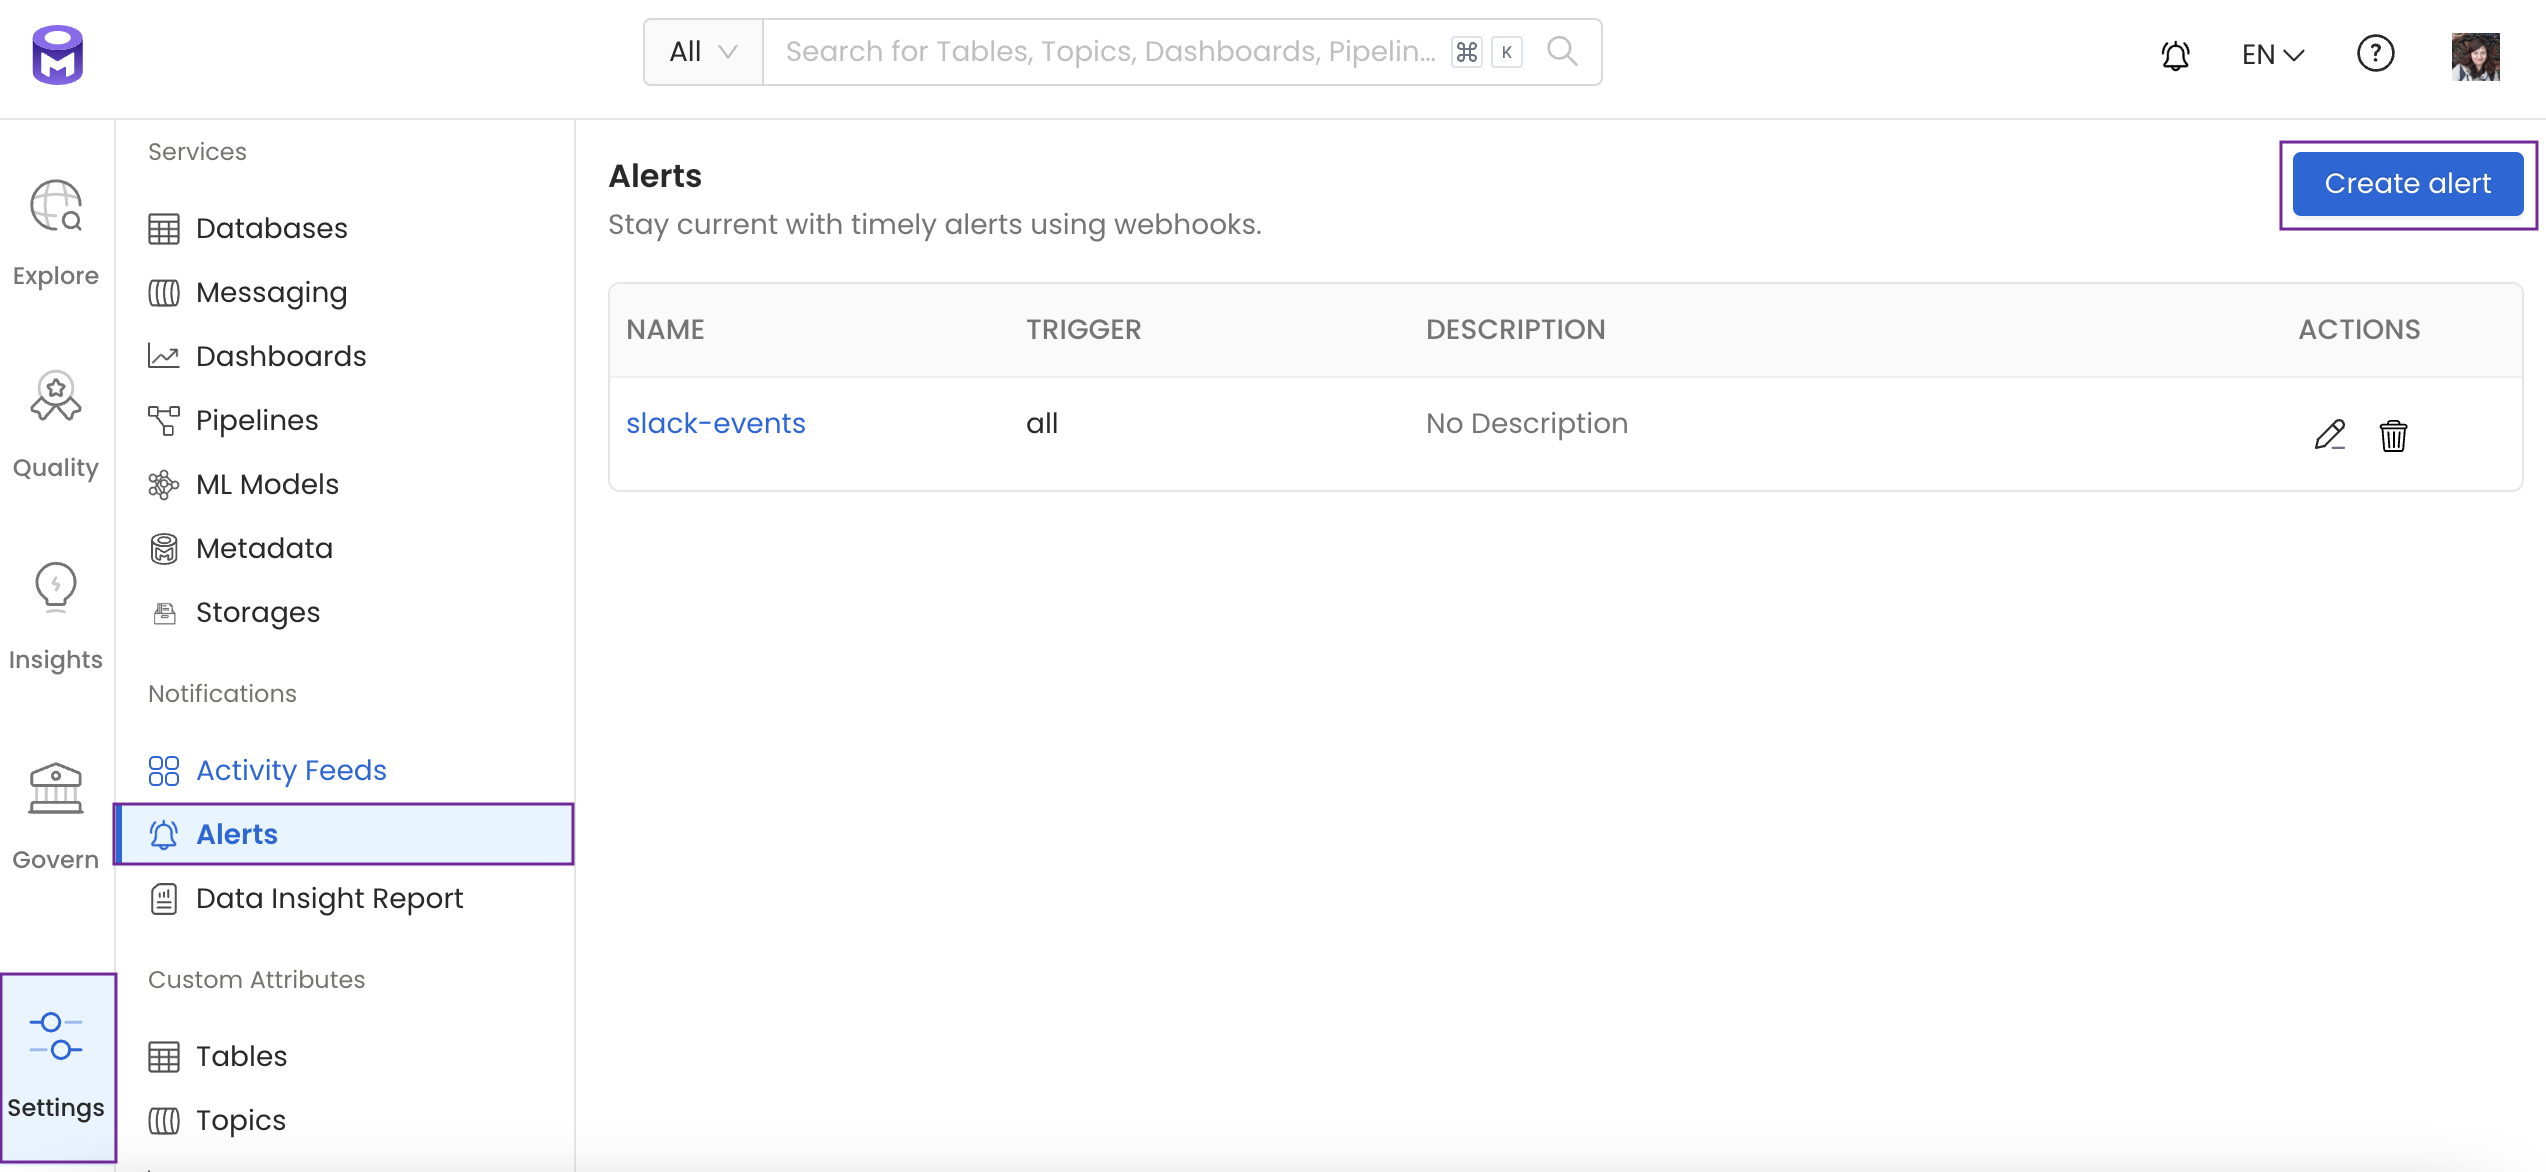 All
Search for Tables, Topics, Dashboards, Pipelin...
⌘ K
EN
?
Explore
Quality
Insights
Govern
Settings
Services
Databases
Messaging
Dashboards
Pipelines
ML Models
Metadata
Storages
Notifications
Activity Feeds
Alerts
Data Insight Report
Custom Attributes
Tables
Topics
Alerts
Stay current with timely alerts using webhooks.
Create alert
NAME TRIGGER DESCRIPTION ACTIONS
slack-events all No Description